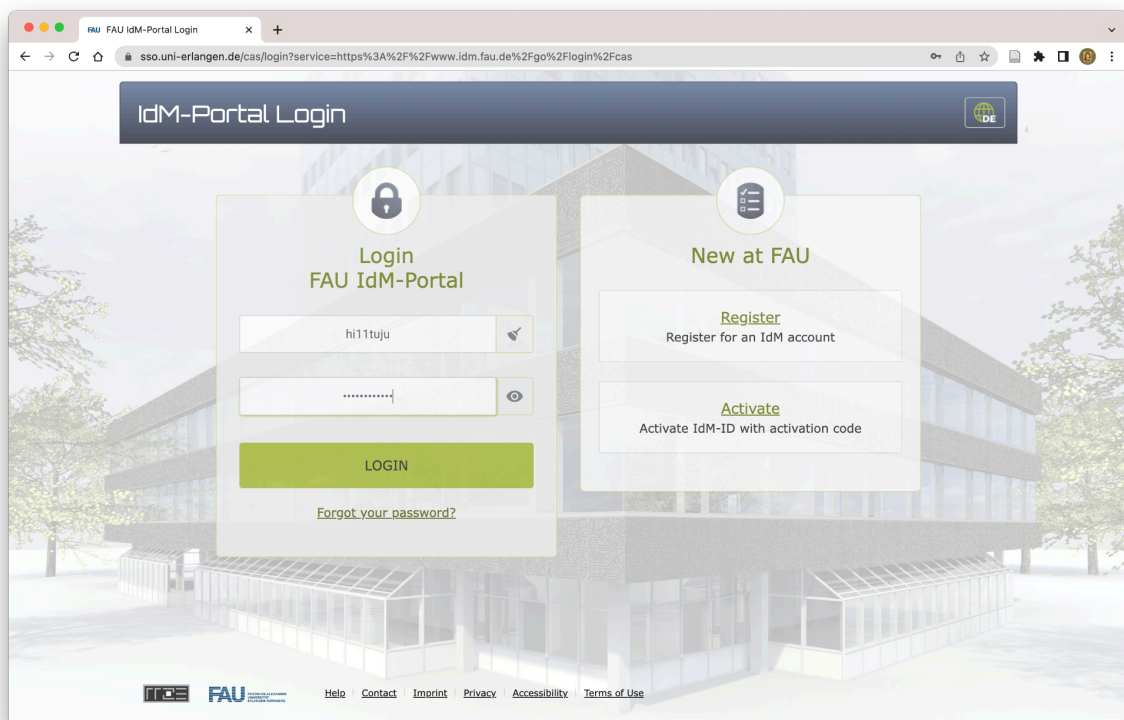 FAU FAU IdM-Portal Login
sso.uni-erlangen.de/cas/login?service=https%3A%2F%2Fwww.idm.fau.de%2Fgo%2Flogin%2Fcas
IdM-Portal Login
DE
Login
FAU IdM-Portal
hi11tuju
••••••••••••
LOGIN
Forgot your password?
New at FAU
Register
Register for an IdM account
Activate
Activate IdM-ID with activation code
FAU
Help Contact Imprint Privacy Accessibility Terms of Use